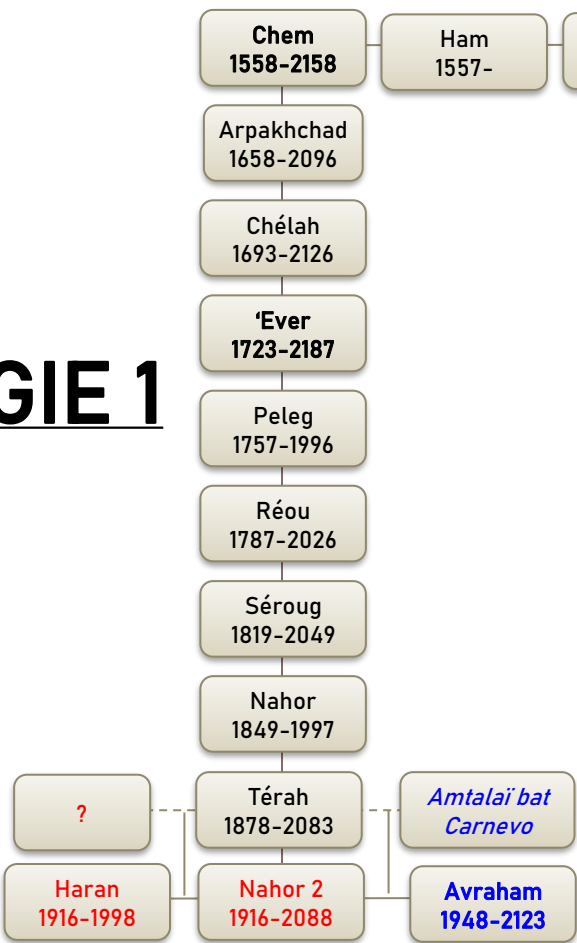 Chem
1558-2158
Ham
1557-
Arpakhchad
1658-2096
Chélah
1693-2126
‘Ever
1723-2187
GIE 1
Peleg
1757-1996
Réou
1787-2026
Séroug
1819-2049
Nahor
1849-1997
?
Térah
1878-2083
Amtalaï bat
Carnevo
Haran
1916-1998
Nahor 2
1916-2088
Avraham
1948-2123